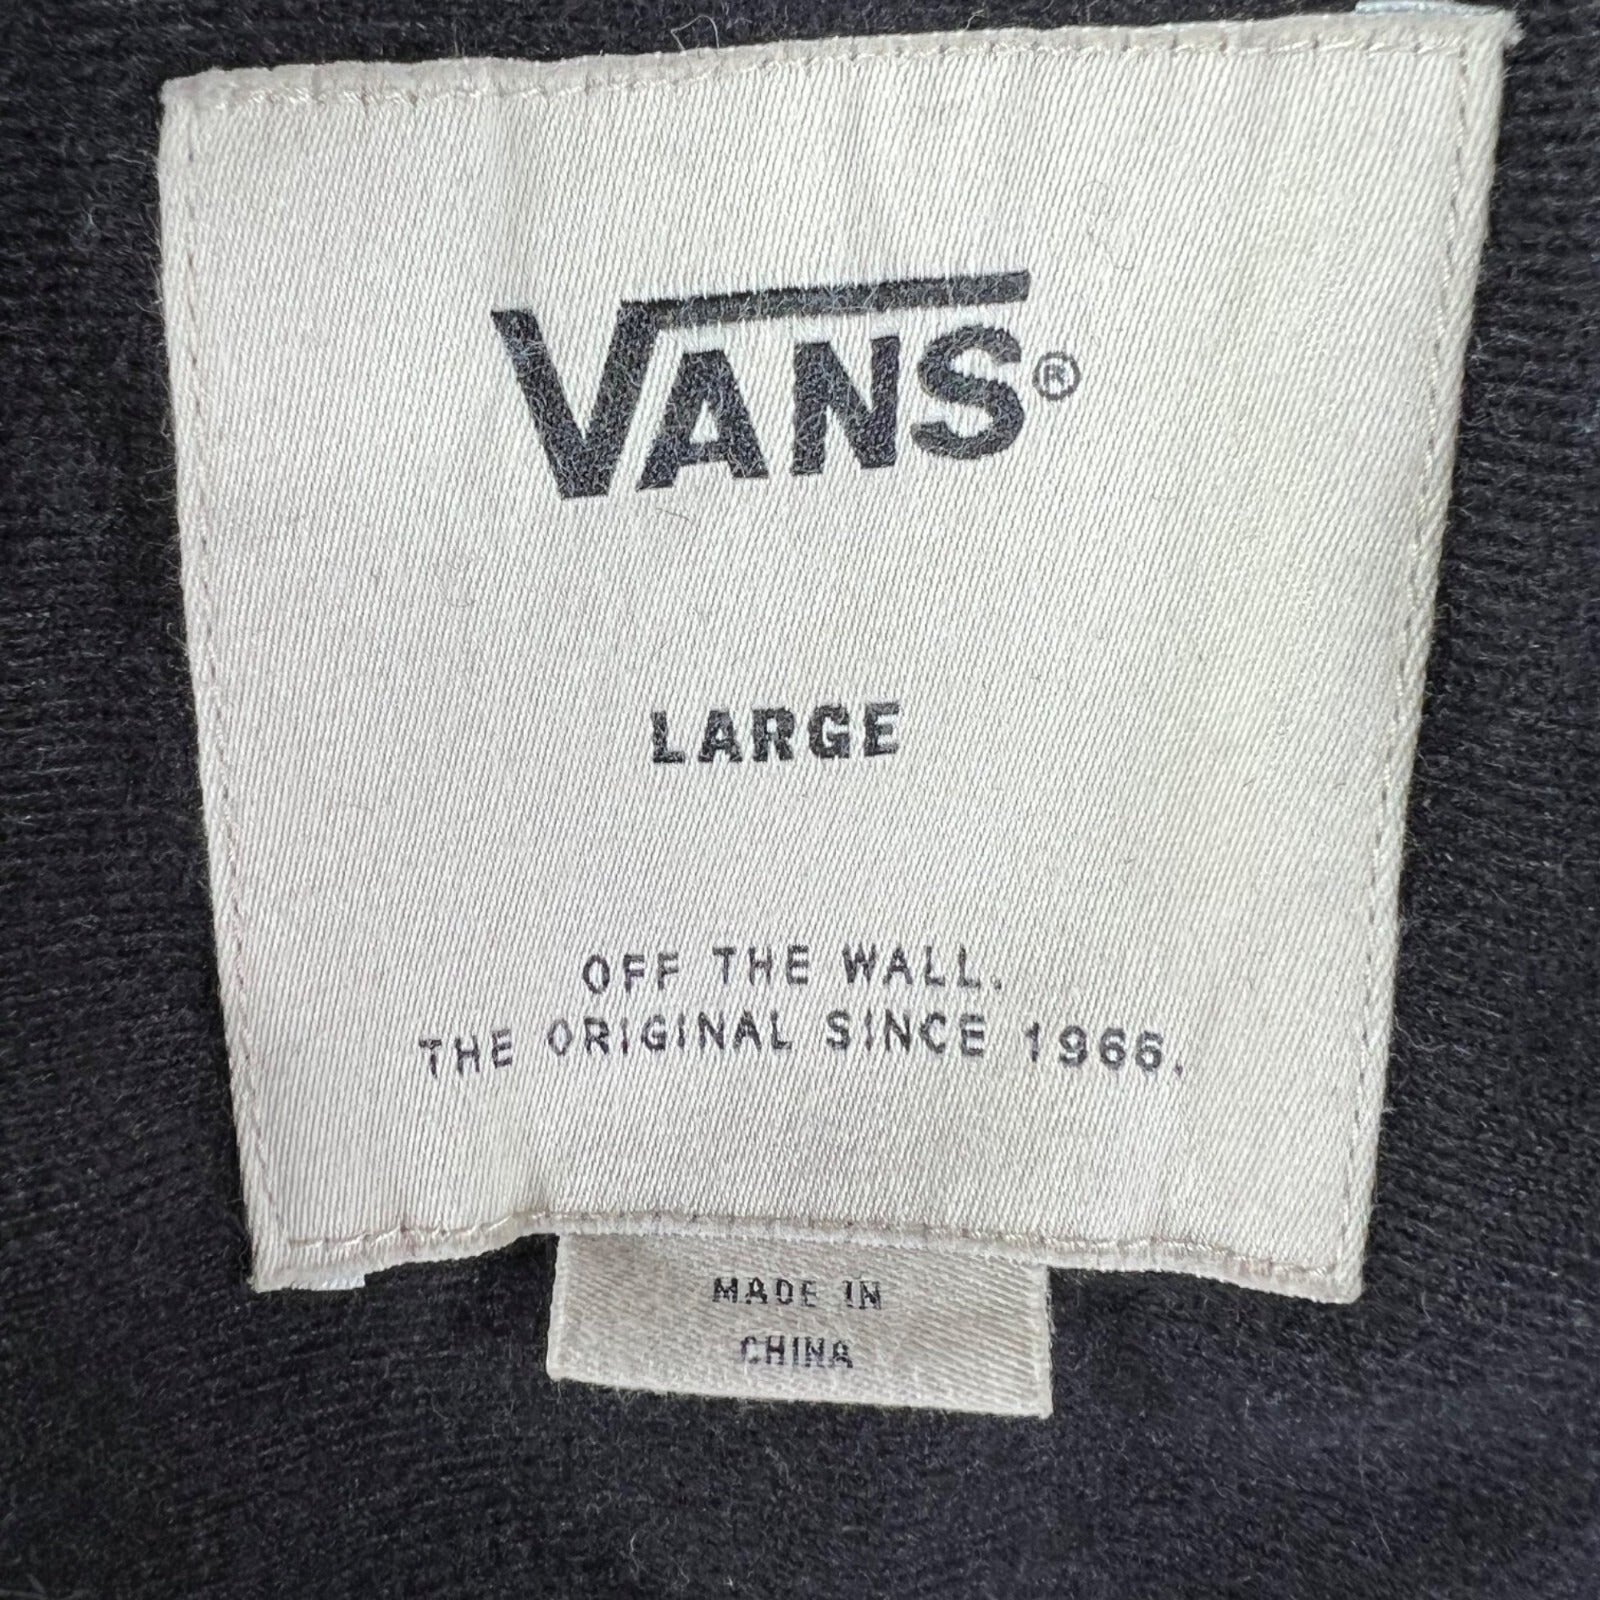 VANS®
LARGE
OFF THE WALL.
THE ORIGINAL SINCE 1966.
MADE IN
CHINA